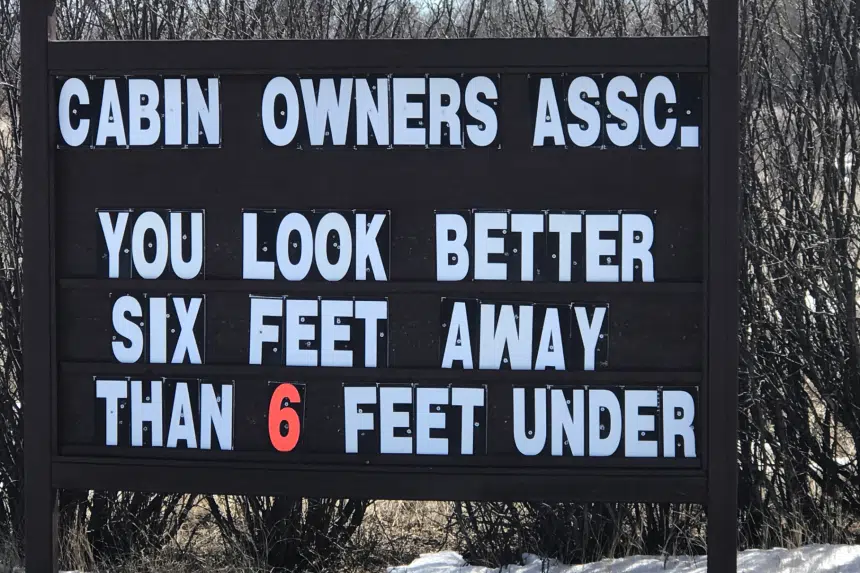 CABIN OWNERS ASSC.
YOU LOOK BETTER
SIX FEET AWAY
THAN 6 FEET UNDER